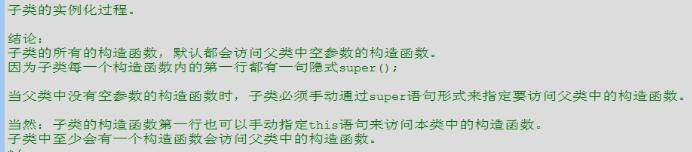 子类的实例化过程。
结论:
子类的所有的构造函数，默认都会访问父类中空参数的构造函数。
因为子类每一个构造函数内的第一行都有一句隐式super();
当父类中没有空参数的构造函数时，子类必须手动通过super语句形式来指定要访问父类中的构造函数。
当然：子类的构造函数第一行也可以手动指定this语句来访问本类中的构造函数。
子类中至少会有一个构造函数会访问父类中的构造函数。
*/